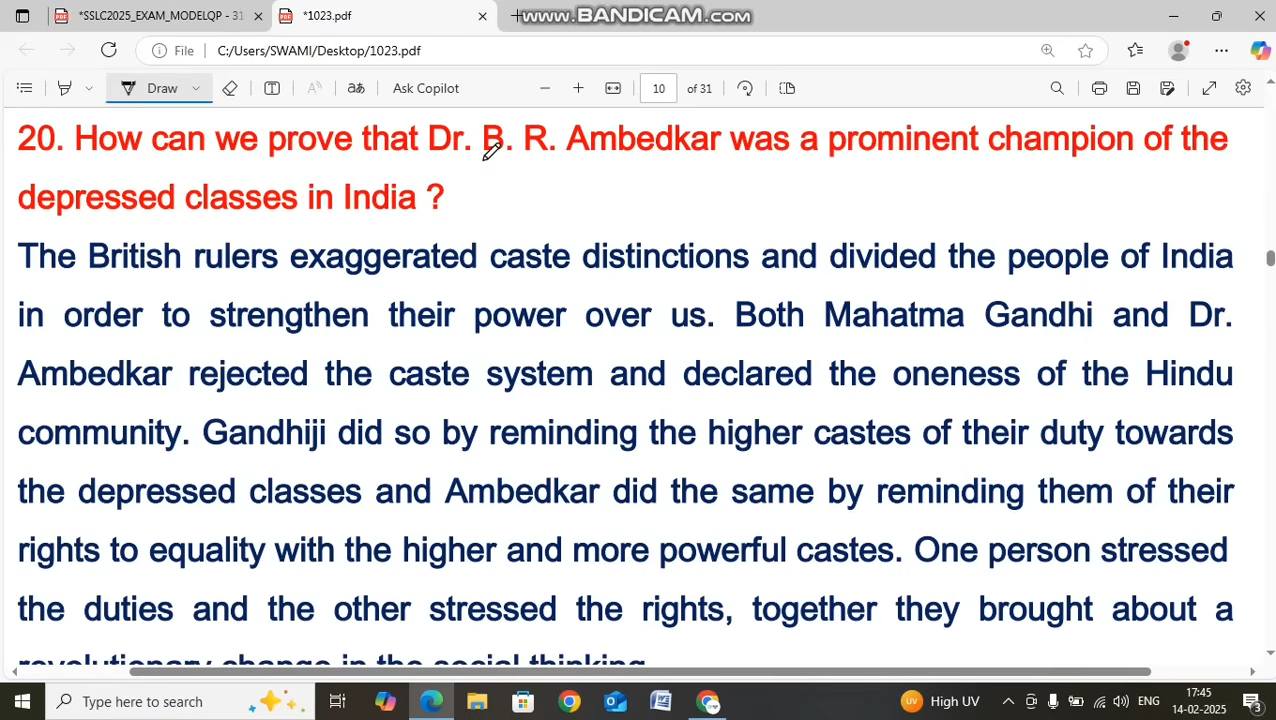 *SSLC2025_EXAM_MODELQP - 31
*1023.pdf
www.BANDICAM.com
File
C:/Users/SWAMI/Desktop/1023.pdf
Draw
Ask Copilot
10
of 31
20. How can we prove that Dr. B. R. Ambedkar was a prominent champion of the
depressed classes in India ?
The British rulers exaggerated caste distinctions and divided the people of India
in order to strengthen their power over us. Both Mahatma Gandhi and Dr.
Ambedkar rejected the caste system and declared the oneness of the Hindu
community. Gandhiji did so by reminding the higher castes of their duty towards
the depressed classes and Ambedkar did the same by reminding them of their
rights to equality with the higher and more powerful castes. One person stressed
the duties and the other stressed the rights, together they brought about a
revolutionary change in the social thinking.
Type here to search
High UV
ENG
17:45
14-02-2025
3